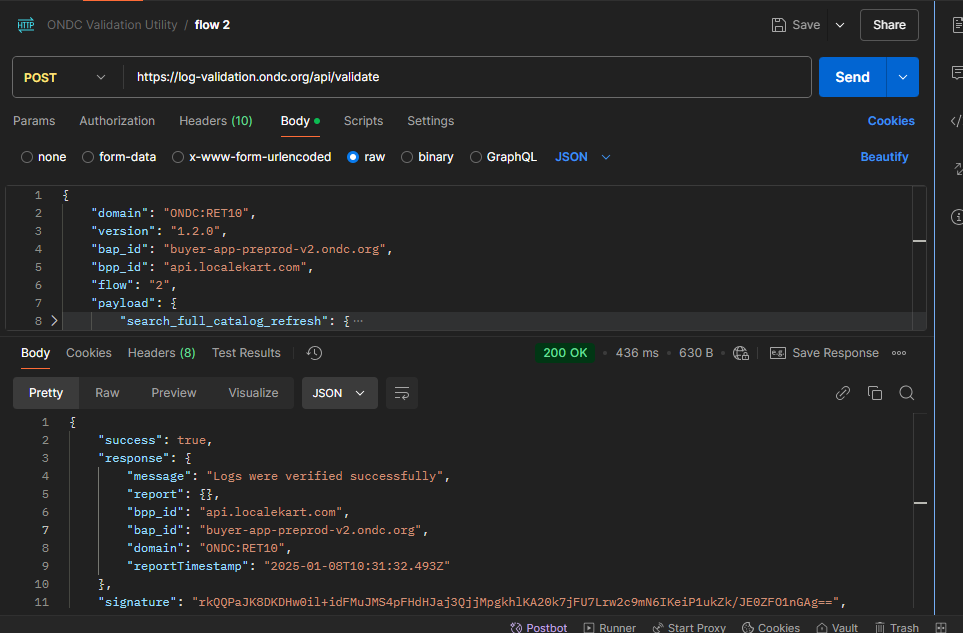 HTTP ONDC Validation Utility / flow 2 Save Share
POST https://log-validation.ondc.org/api/validate Send
Params Authorization Headers (10) Body Scripts Settings Cookies
none form-data x-www-form-urlencoded raw binary GraphQL JSON Beautify
1 {
2 "domain": "ONDC:RET10",
3 "version": "1.2.0",
4 "bap_id": "buyer-app-preprod-v2.ondc.org",
5 "bpp_id": "api.localekart.com",
6 "flow": "2",
7 "payload": {
8 "search_full_catalog_refresh": { ⋯
Body Cookies Headers (8) Test Results 200 OK • 436 ms • 630 B • e.g. Save Response
Pretty Raw Preview Visualize JSON
1 {
2 "success": true,
3 "response": {
4 "message": "Logs were verified successfully",
5 "report": {},
6 "bpp_id": "api.localekart.com",
7 "bap_id": "buyer-app-preprod-v2.ondc.org",
8 "domain": "ONDC:RET10",
9 "reportTimestamp": "2025-01-08T10:31:32.493Z"
10 },
11 "signature": "rkQQPaJK8DKDHw0il+idFMuJMS4pFHdHJaj3QjjMpgkhlKA20k7jFU7Lrw2c9mN6IKeiP1ukZk/JE0ZFO1nGAg==",
Postbot Runner Start Proxy Cookies Vault Trash